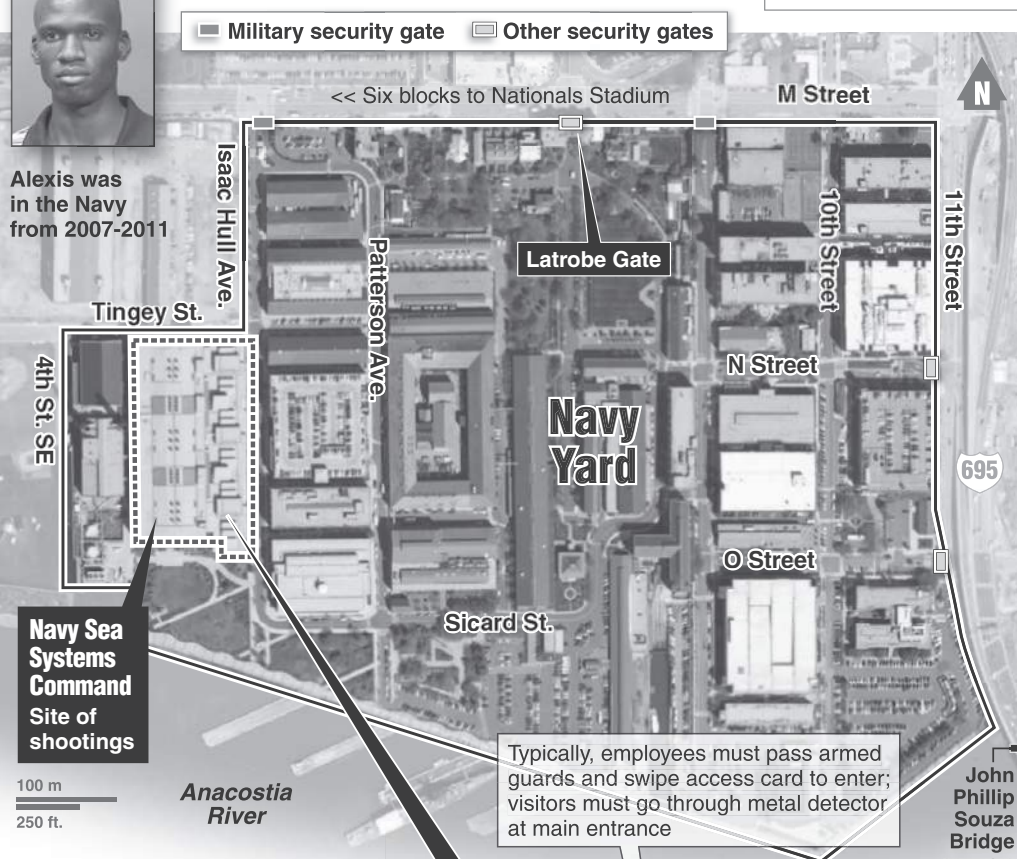 Military security gate
Other security gates
<< Six blocks to Nationals Stadium
M Street
N
Alexis was
in the Navy
from 2007-2011
Isaac Hull Ave.
Patterson Ave.
Latrobe Gate
10th Street
11th Street
Tingey St.
4th St. SE
N Street
Navy
Yard
695
O Street
Sicard St.
Navy Sea
Systems
Command
Site of
shootings
100 m
250 ft.
Anacostia
River
Typically, employees must pass armed
guards and swipe access card to enter;
visitors must go through metal detector
at main entrance
John
Phillip
Souza
Bridge